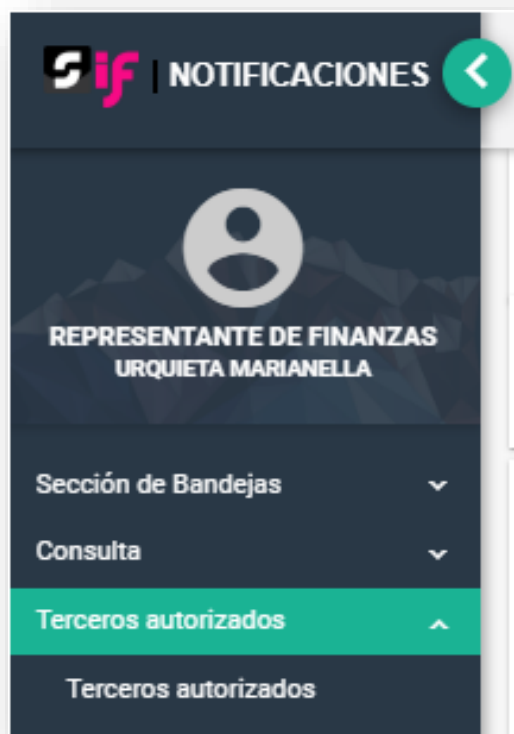 Sif | NOTIFICACIONES
REPRESENTANTE DE FINANZAS
URQUIETA MARIANELLA
Sección de Bandejas
Consulta
Terceros autorizados
Terceros autorizados